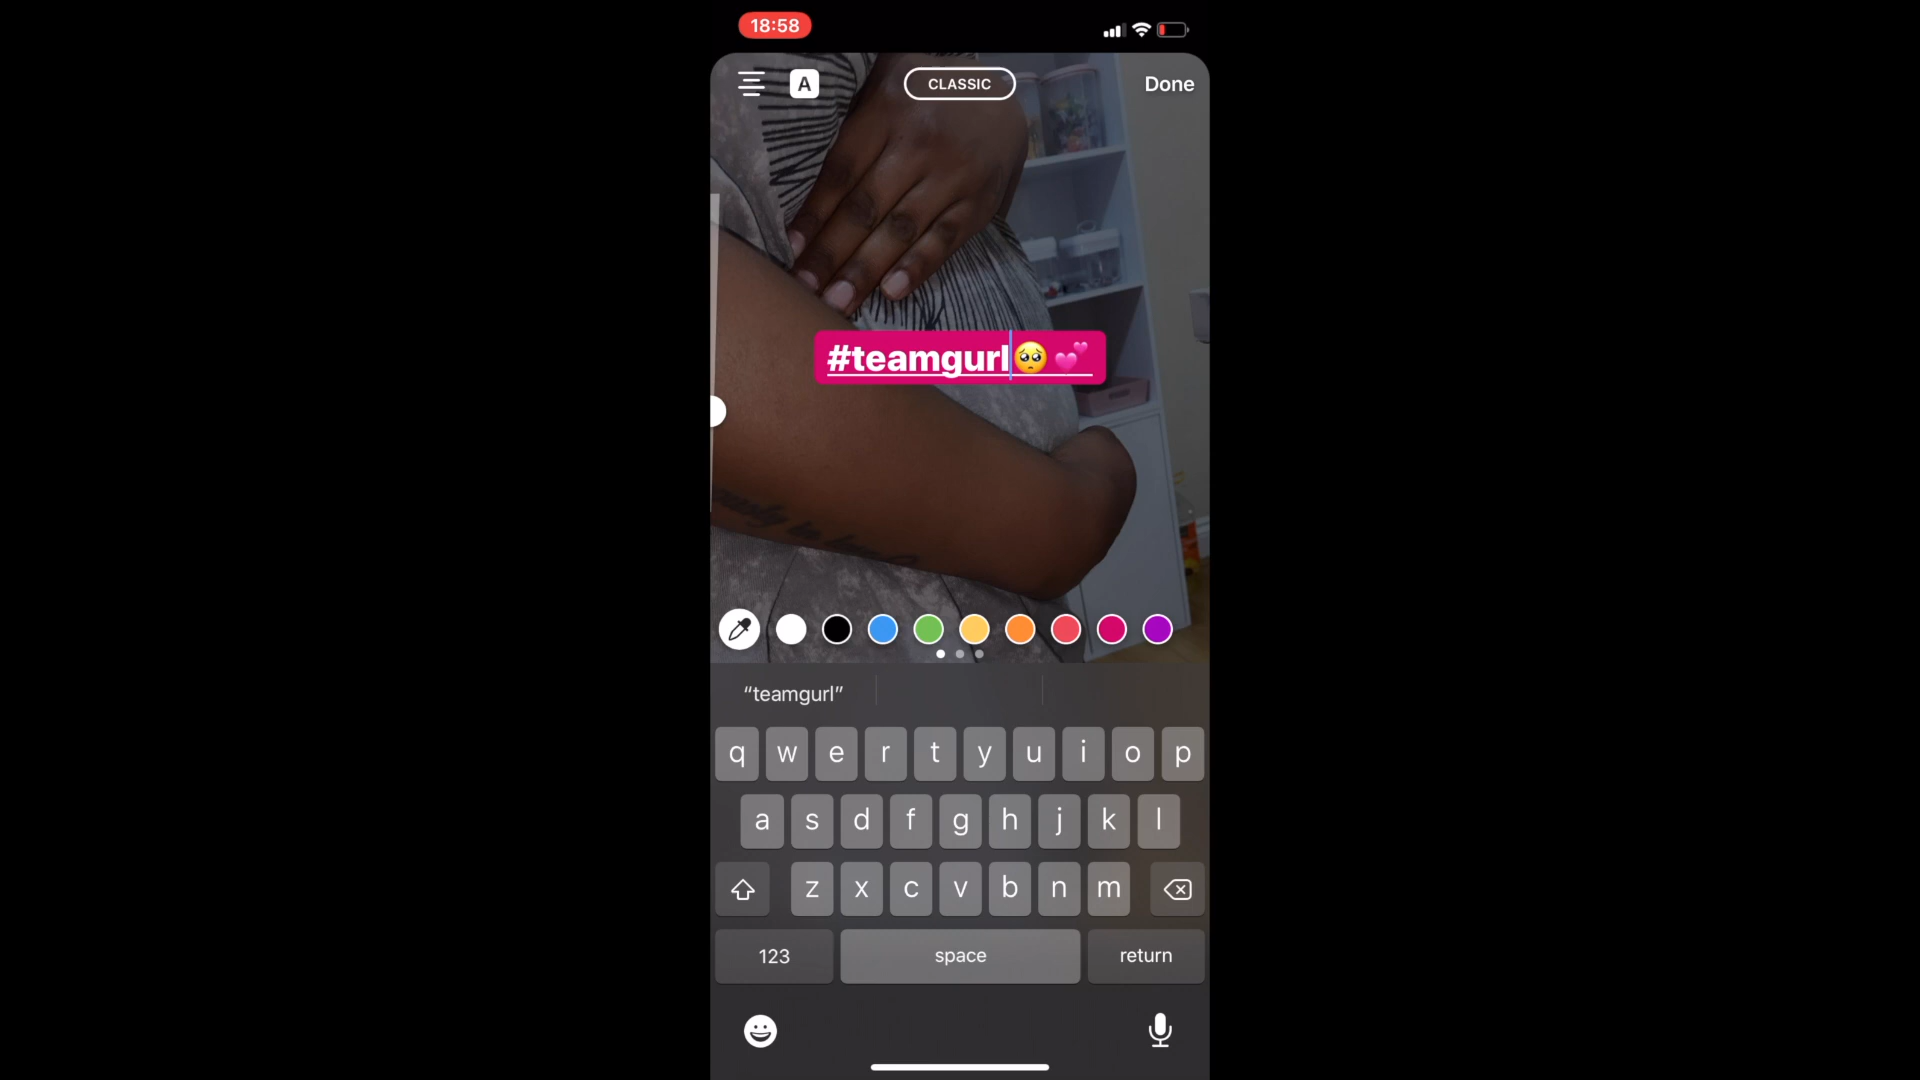 18:58
A
CLASSIC
Done
#teamgurl🥺💕
“teamgurl”
q w e r t y u i o p
a s d f g h j k l
z x c v b n m
123
space
return